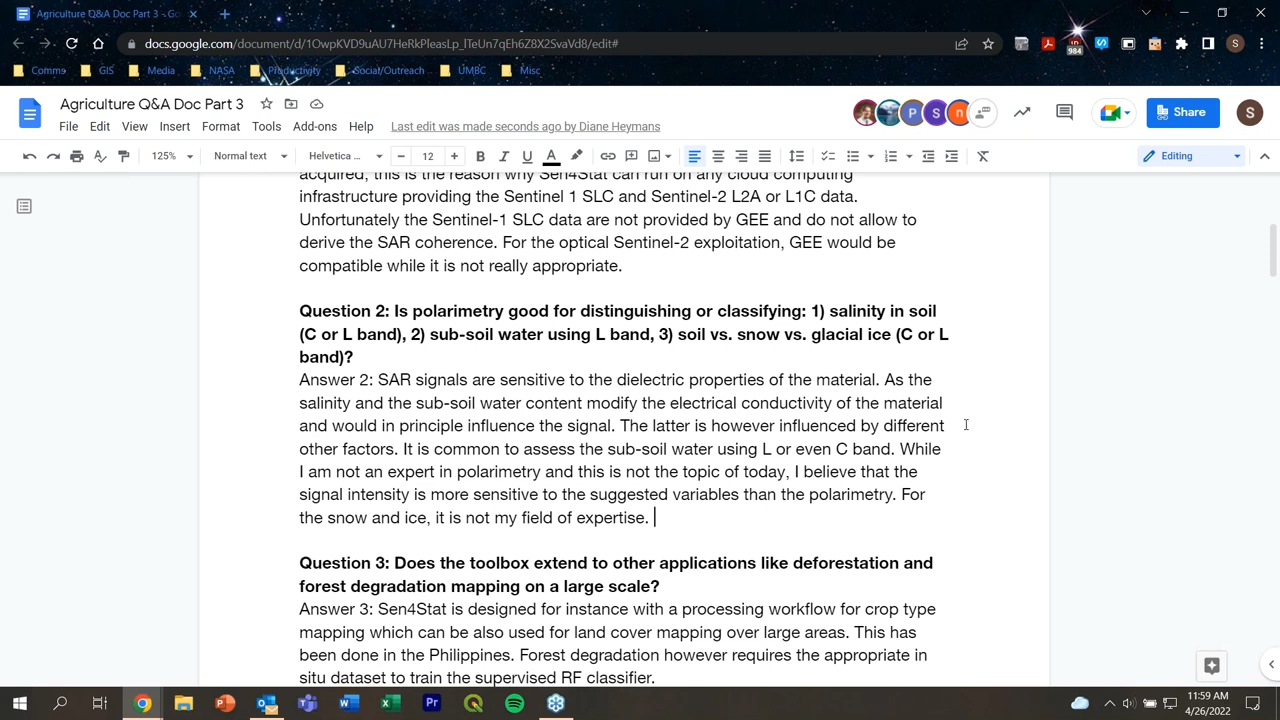 Agriculture Q&A Doc Part 3 - Go
docs.google.com/document/d/1OwpKVD9uAU7HeRkPleasLp_lTeUn7qEh6Z8X2SvaVd8/edit#
984
S
Comms GIS Media NASA Productivity Social/Outreach UMBC Misc
Agriculture Q&A Doc Part 3
P S n Share S
File Edit View Insert Format Tools Add-ons Help Last edit was made seconds ago by Diane Heymans
125% Normal text Helvetica ... 12 B I U A Editing
acquired, this is the reason why Sen4Stat can run on any cloud computing
infrastructure providing the Sentinel 1 SLC and Sentinel-2 L2A or L1C data.
Unfortunately the Sentinel-1 SLC data are not provided by GEE and do not allow to
derive the SAR coherence. For the optical Sentinel-2 exploitation, GEE would be
compatible while it is not really appropriate.
Question 2: Is polarimetry good for distinguishing or classifying: 1) salinity in soil
(C or L band), 2) sub-soil water using L band, 3) soil vs. snow vs. glacial ice (C or L
band)?
Answer 2: SAR signals are sensitive to the dielectric properties of the material. As the
salinity and the sub-soil water content modify the electrical conductivity of the material
and would in principle influence the signal. The latter is however influenced by different
other factors. It is common to assess the sub-soil water using L or even C band. While
I am not an expert in polarimetry and this is not the topic of today, I believe that the
signal intensity is more sensitive to the suggested variables than the polarimetry. For
the snow and ice, it is not my field of expertise.
Question 3: Does the toolbox extend to other applications like deforestation and
forest degradation mapping on a large scale?
Answer 3: Sen4Stat is designed for instance with a processing workflow for crop type
mapping which can be also used for land cover mapping over large areas. This has
been done in the Philippines. Forest degradation however requires the appropriate in
situ dataset to train the supervised RF classifier.
11:59 AM
4/26/2022